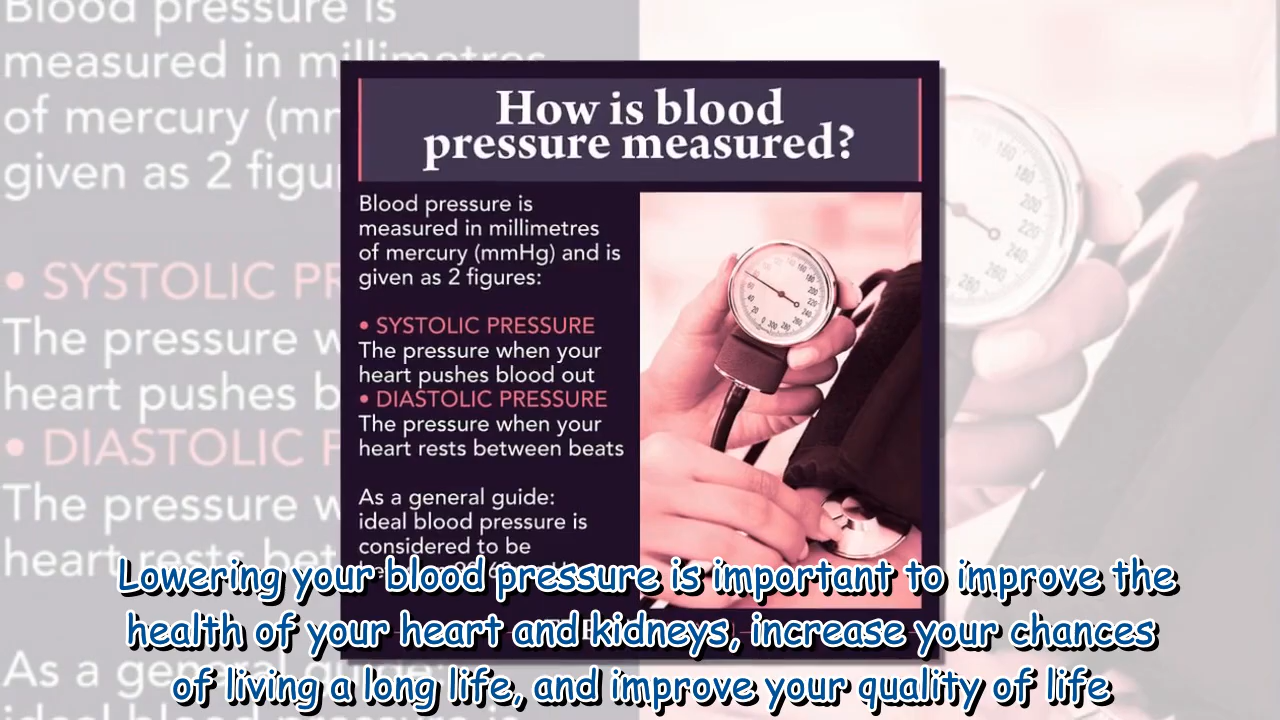 How is blood
pressure measured?
Blood pressure is
measured in millimetres
of mercury (mmHg) and is
given as 2 figures:
• SYSTOLIC PRESSURE
The pressure when your
heart pushes blood out
• DIASTOLIC PRESSURE
The pressure when your
heart rests between beats
As a general guide:
ideal blood pressure is
considered to be
Lowering your blood pressure is important to improve the
health of your heart and kidneys, increase your chances
of living a long life, and improve your quality of life